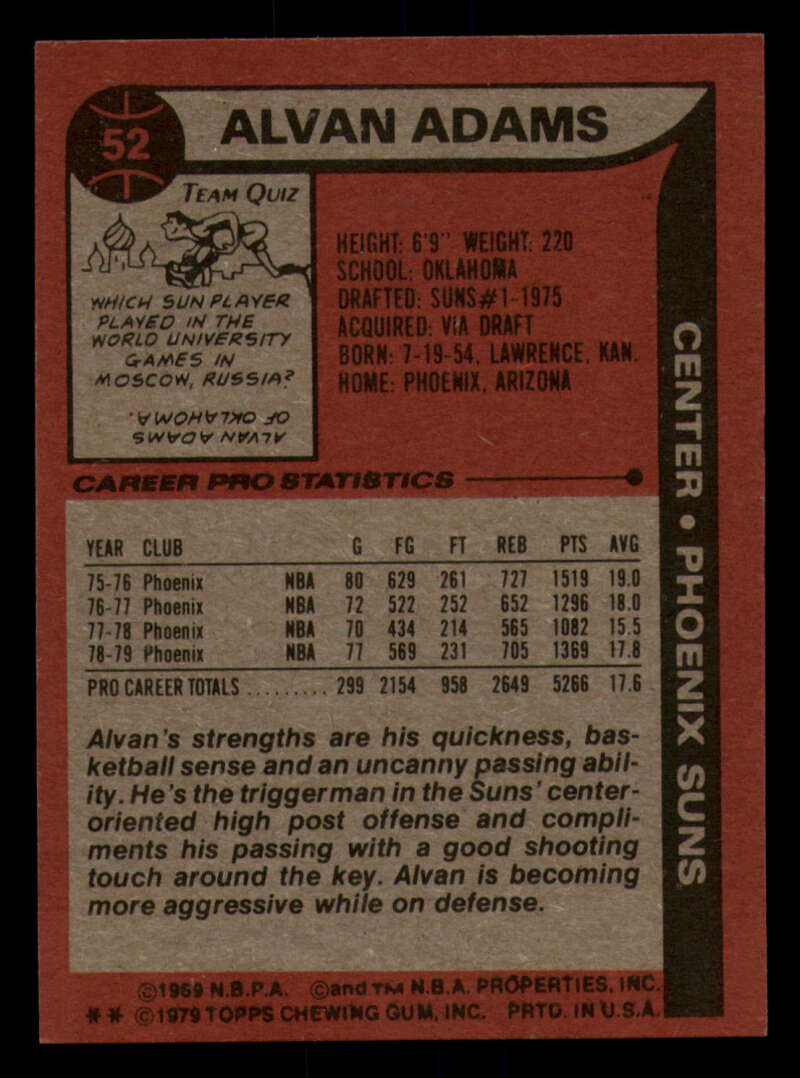 52
ALVAN ADAMS
TEAM QUIZ
WHICH SUN PLAYER
PLAYED IN THE
WORLD UNIVERSITY
GAMES IN
MOSCOW, RUSSIA?
ALVAN ADAMS
OF OKLAHOMA.
HEIGHT: 6'9" WEIGHT: 220
SCHOOL: OKLAHOMA
DRAFTED: SUNS#1-1975
ACQUIRED: VIA DRAFT
BORN: 7-19-54, LAWRENCE, KAN.
HOME: PHOENIX, ARIZONA
CENTER • PHOENIX SUNS
CAREER PRO STATISTICS
YEAR CLUB G FG FT REB PTS AVG
75-76 Phoenix NBA 80 629 261 727 1519 19.0
76-77 Phoenix NBA 72 522 252 652 1296 18.0
77-78 Phoenix NBA 70 434 214 565 1082 15.5
78-79 Phoenix NBA 77 569 231 705 1369 17.8
PRO CAREER TOTALS ......... 299 2154 958 2649 5266 17.6
Alvan's strengths are his quickness, bas-
ketball sense and an uncanny passing abil-
ity. He's the triggerman in the Suns' center-
oriented high post offense and compli-
ments his passing with a good shooting
touch around the key. Alvan is becoming
more aggressive while on defense.
©1969 N.B.P.A. ©and TM N.B.A. PROPERTIES, INC.
** ©1979 TOPPS CHEWING GUM, INC. PRTD. IN U.S.A.